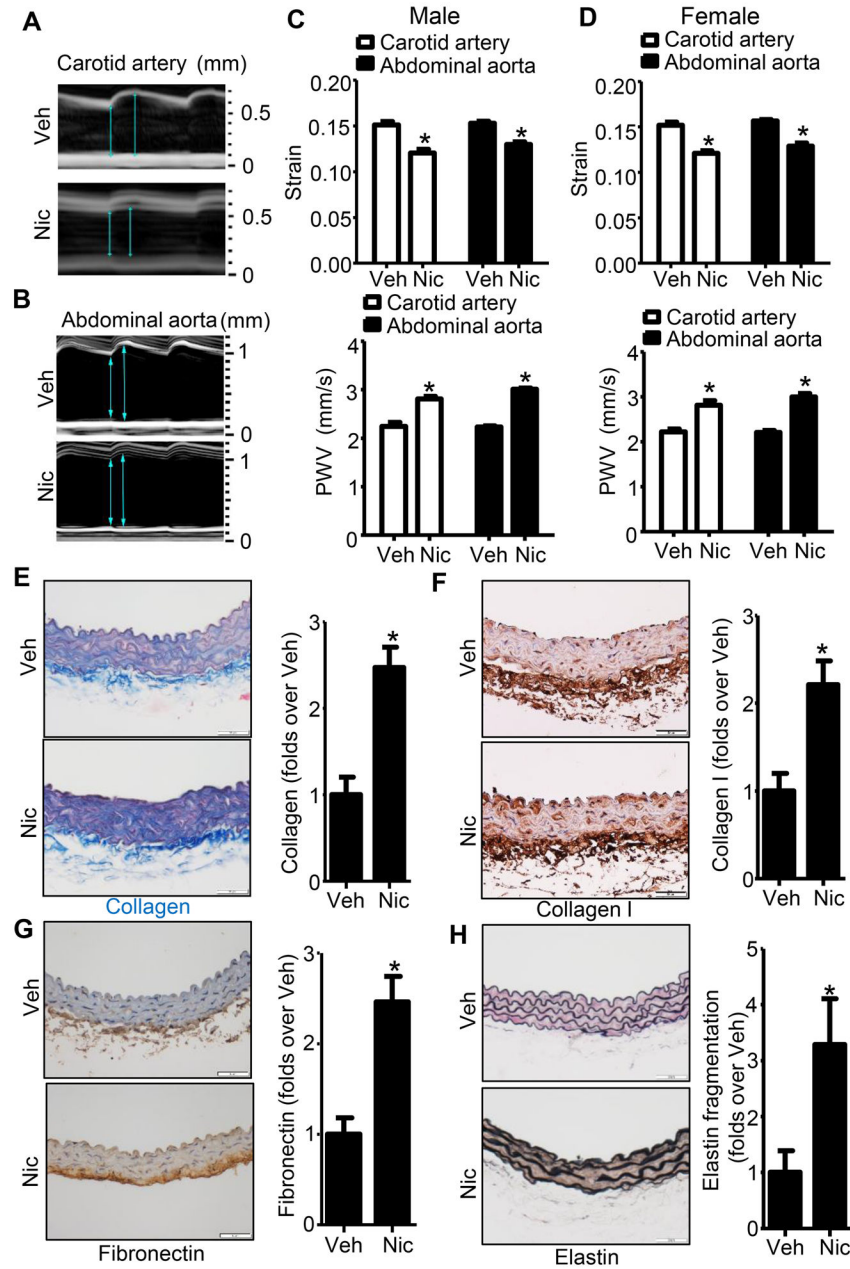 A
Carotid artery (mm)
Veh
0.5
0
Nic
0.5
0
B
Abdominal aorta (mm)
Veh
1
0
Nic
1
0
C
Male
Carotid artery
Abdominal aorta
Strain
0.20
0.15
0.10
0.05
0.00
* *
Veh Nic Veh Nic
Carotid artery
Abdominal aorta
PWV (mm/s)
4
3
2
1
0
* *
Veh Nic Veh Nic
D
Female
Carotid artery
Abdominal aorta
Strain
0.20
0.15
0.10
0.05
0.00
* *
Veh Nic Veh Nic
Carotid artery
Abdominal aorta
PWV (mm/s)
4
3
2
1
0
* *
Veh Nic Veh Nic
E
Veh
Nic
Collagen
Collagen (folds over Veh)
3
2
1
0
*
Veh Nic
F
Veh
Nic
Collagen I
Collagen I (folds over Veh)
3
2
1
0
*
Veh Nic
G
Veh
Nic
Fibronectin
Fibronectin (folds over Veh)
3
2
1
0
*
Veh Nic
H
Veh
Nic
Elastin
Elastin fragmentation
(folds over Veh)
5
4
3
2
1
0
*
Veh Nic